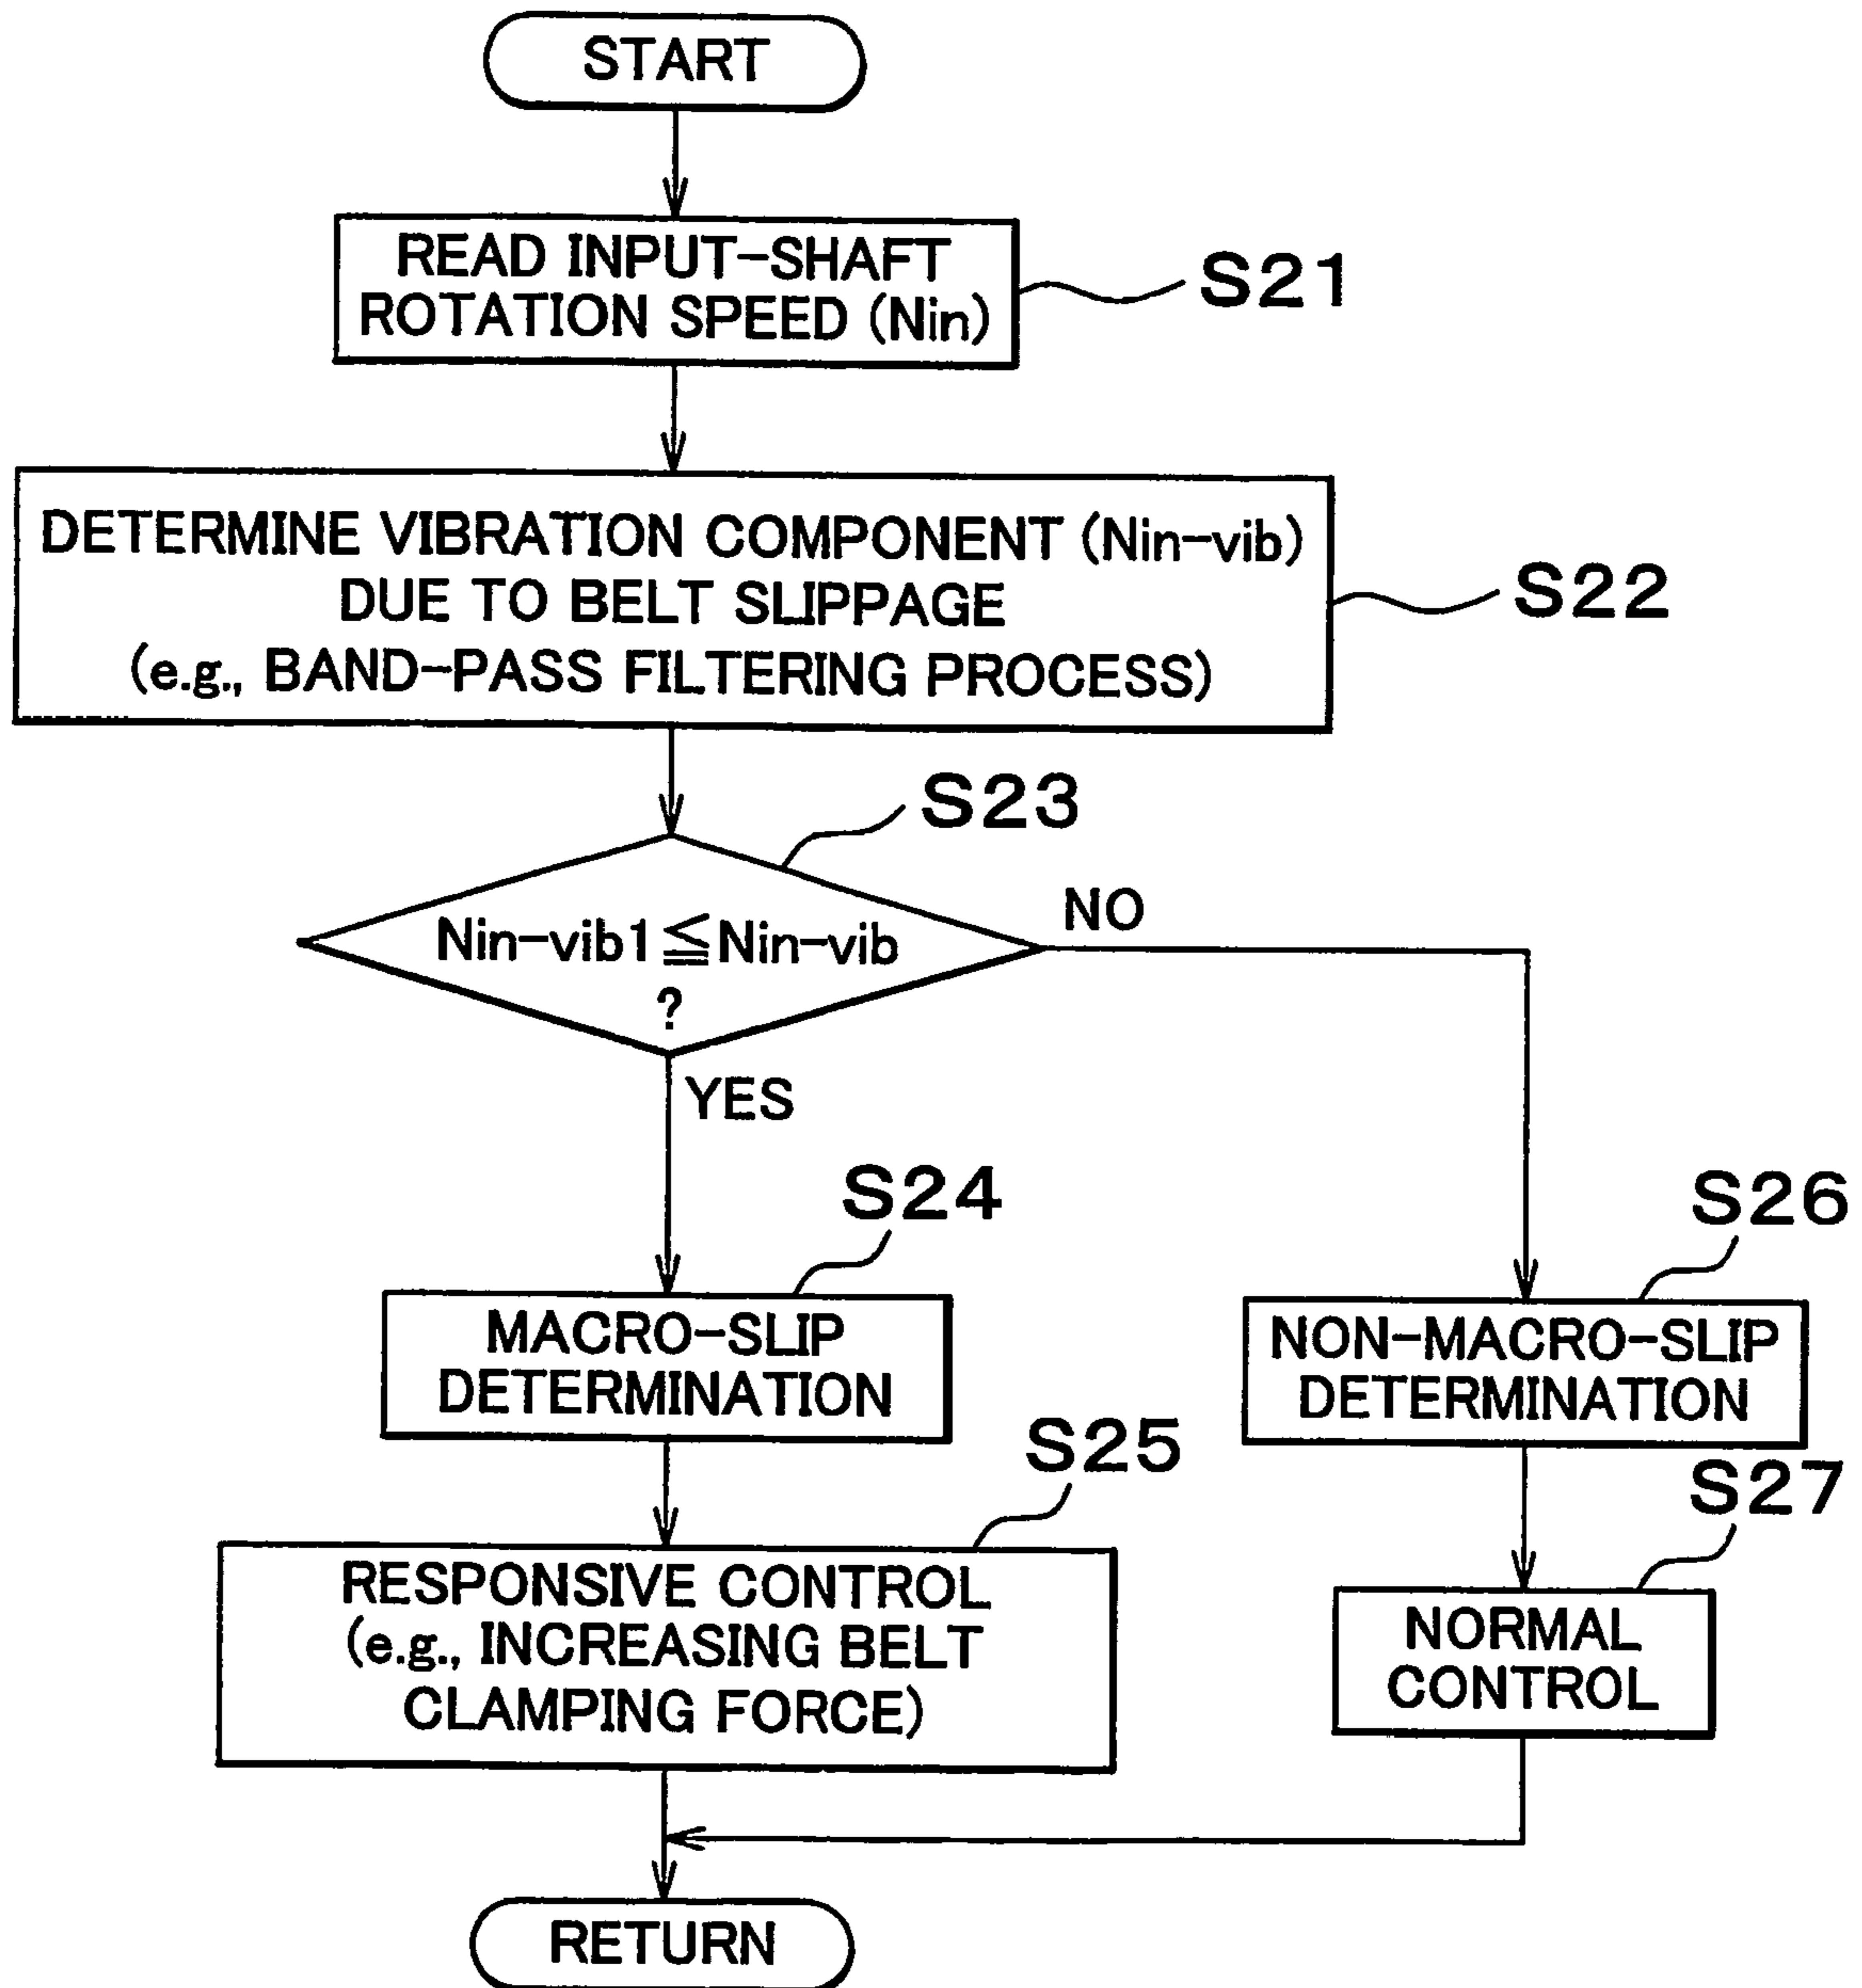 START
READ INPUT-SHAFT
ROTATION SPEED (Nin)
S21
DETERMINE VIBRATION COMPONENT (Nin-vib)
DUE TO BELT SLIPPAGE
(e.g., BAND-PASS FILTERING PROCESS)
S22
S23
Nin-vib1≦Nin-vib
?
NO
YES
S24
MACRO-SLIP
DETERMINATION
S26
NON-MACRO-SLIP
DETERMINATION
S25
RESPONSIVE CONTROL
(e.g., INCREASING BELT
CLAMPING FORCE)
S27
NORMAL
CONTROL
RETURN